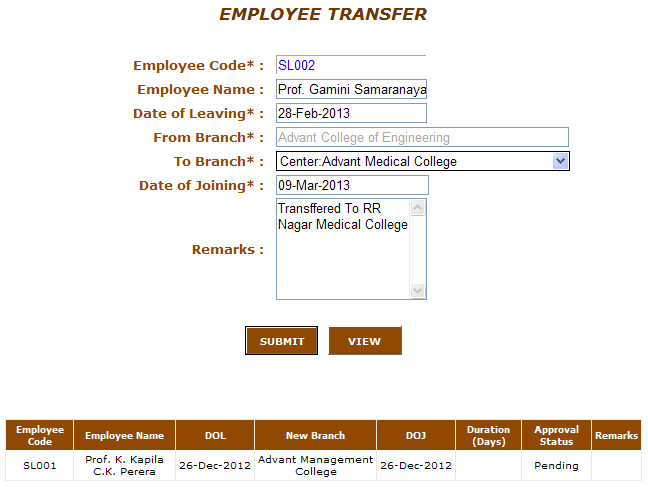 EMPLOYEE TRANSFER
Employee Code* : SL002
Employee Name : Prof. Gamini Samaranaya
Date of Leaving* : 28-Feb-2013
From Branch* : Advant College of Engineering
To Branch* : Center:Advant Medical College
Date of Joining* : 09-Mar-2013
Transffered To RR
Nagar Medical College
Remarks :
SUBMIT VIEW
Employee Code Employee Name DOL New Branch DOJ Duration (Days) Approval Status Remarks
SL001 Prof. K. Kapila C.K. Perera 26-Dec-2012 Advant Management College 26-Dec-2012 Pending